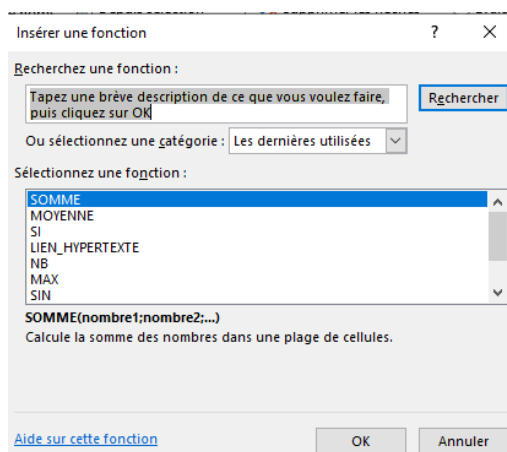 Insérer une fonction ? ×
Recherchez une fonction :
Tapez une brève description de ce que vous voulez faire,
puis cliquez sur OK
Rechercher
Ou sélectionnez une catégorie : Les dernières utilisées
Sélectionnez une fonction :
SOMME
MOYENNE
SI
LIEN_HYPERTEXTE
NB
MAX
SIN
SOMME(nombre1;nombre2;...)
Calcule la somme des nombres dans une plage de cellules.
Aide sur cette fonction OK Annuler